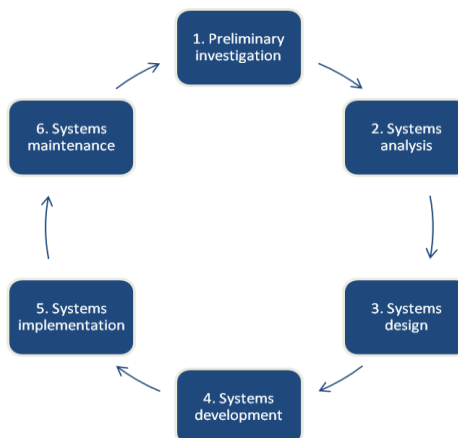 1. Preliminary
investigation
2. Systems
analysis
3. Systems
design
4. Systems
development
5. Systems
implementation
6. Systems
maintenance